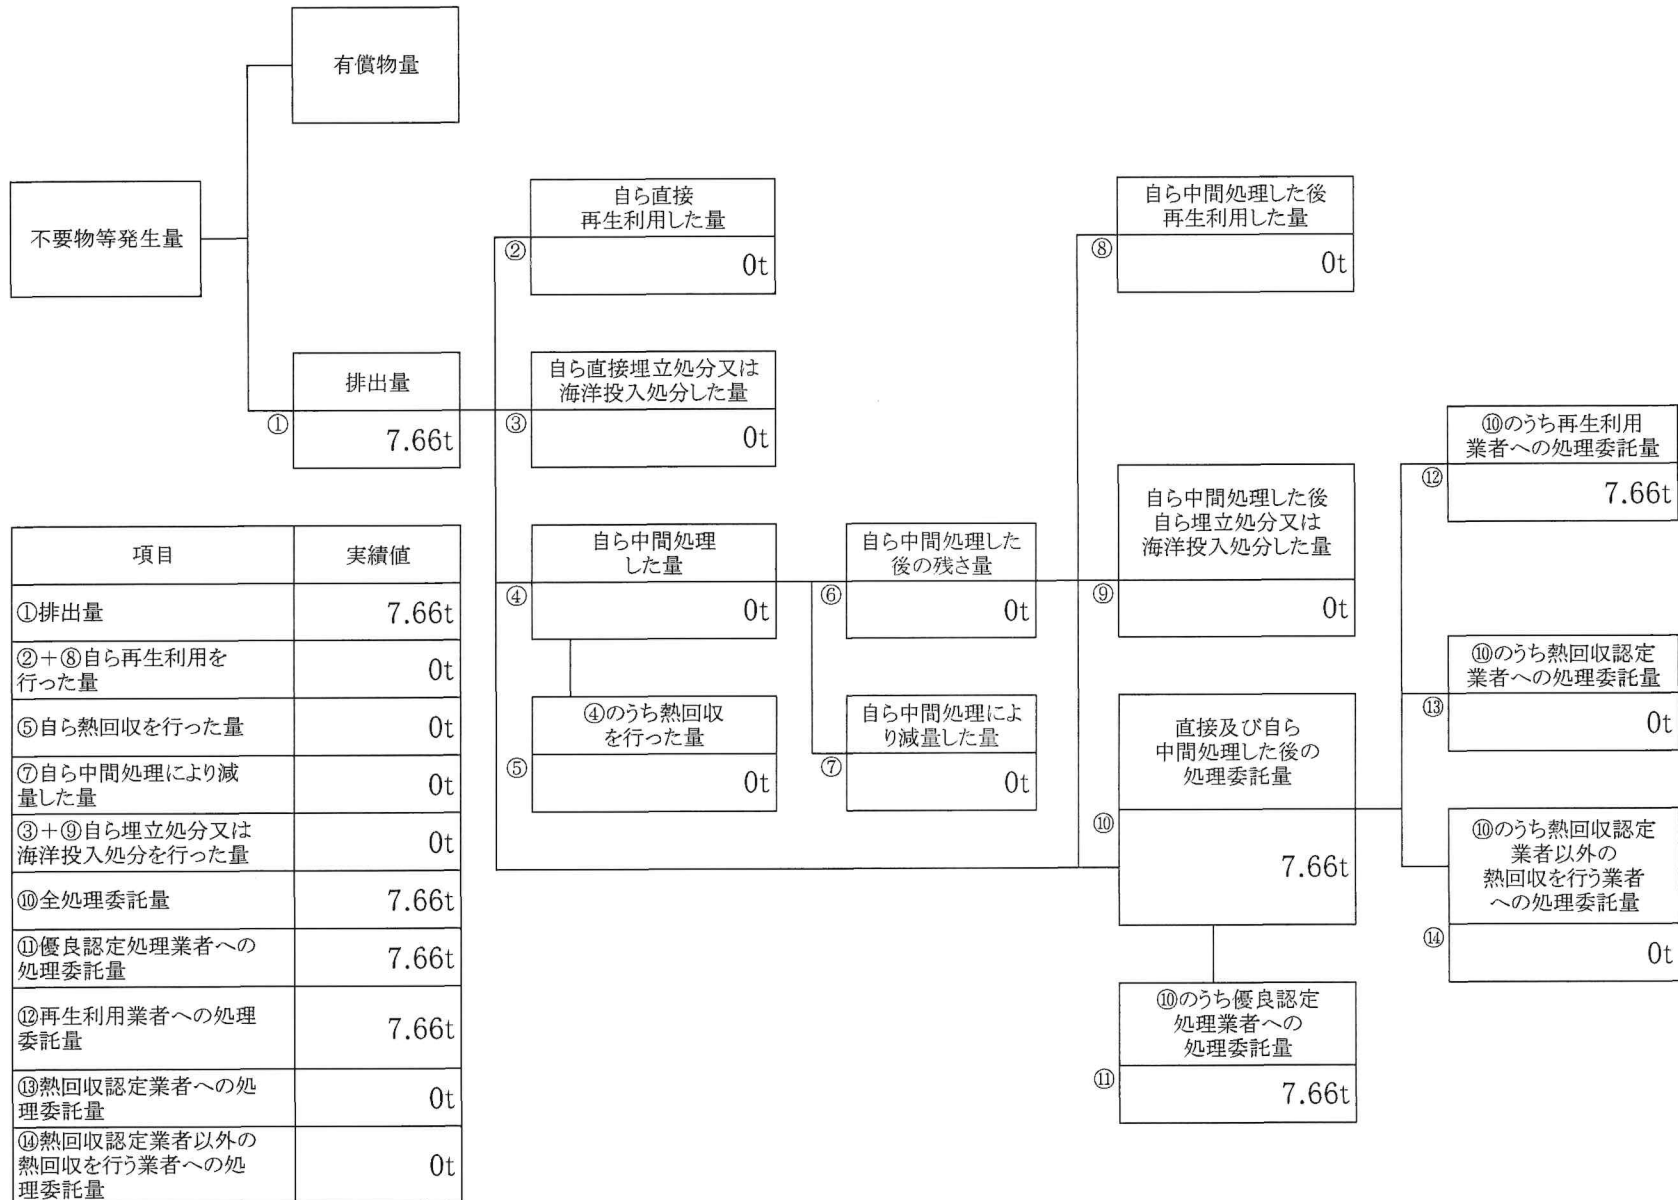 有償物量
不要物等発生量
排出量
①
7.66t
自ら直接
再生利用した量
②
0t
自ら直接埋立処分又は
海洋投入処分した量
③
0t
自ら中間処理
した量
④
0t
④のうち熱回収
を行った量
⑤
0t
自ら中間処理した
後の残さ量
⑥
0t
自ら中間処理によ
り減量した量
⑦
0t
自ら中間処理した後
再生利用した量
⑧
0t
自ら中間処理した後
自ら埋立処分又は
海洋投入処分した量
⑨
0t
直接及び自ら
中間処理した後の
処理委託量
⑩
7.66t
⑩のうち優良認定
処理業者への
処理委託量
⑪
7.66t
⑩のうち再生利用
業者への処理委託量
⑫
7.66t
⑩のうち熱回収認定
業者への処理委託量
⑬
0t
⑩のうち熱回収認定
業者以外の
熱回収を行う業者
への処理委託量
⑭
0t
項目 実績値
①排出量 7.66t
②+⑧自ら再生利用を
行った量 0t
⑤自ら熱回収を行った量 0t
⑦自ら中間処理により減
量した量 0t
③+⑨自ら埋立処分又は
海洋投入処分を行った量 0t
⑩全処理委託量 7.66t
⑪優良認定処理業者への
処理委託量 7.66t
⑫再生利用業者への処理
委託量 7.66t
⑬熱回収認定業者への処
理委託量 0t
⑭熱回収認定業者以外の
熱回収を行う業者への処
理委託量 0t